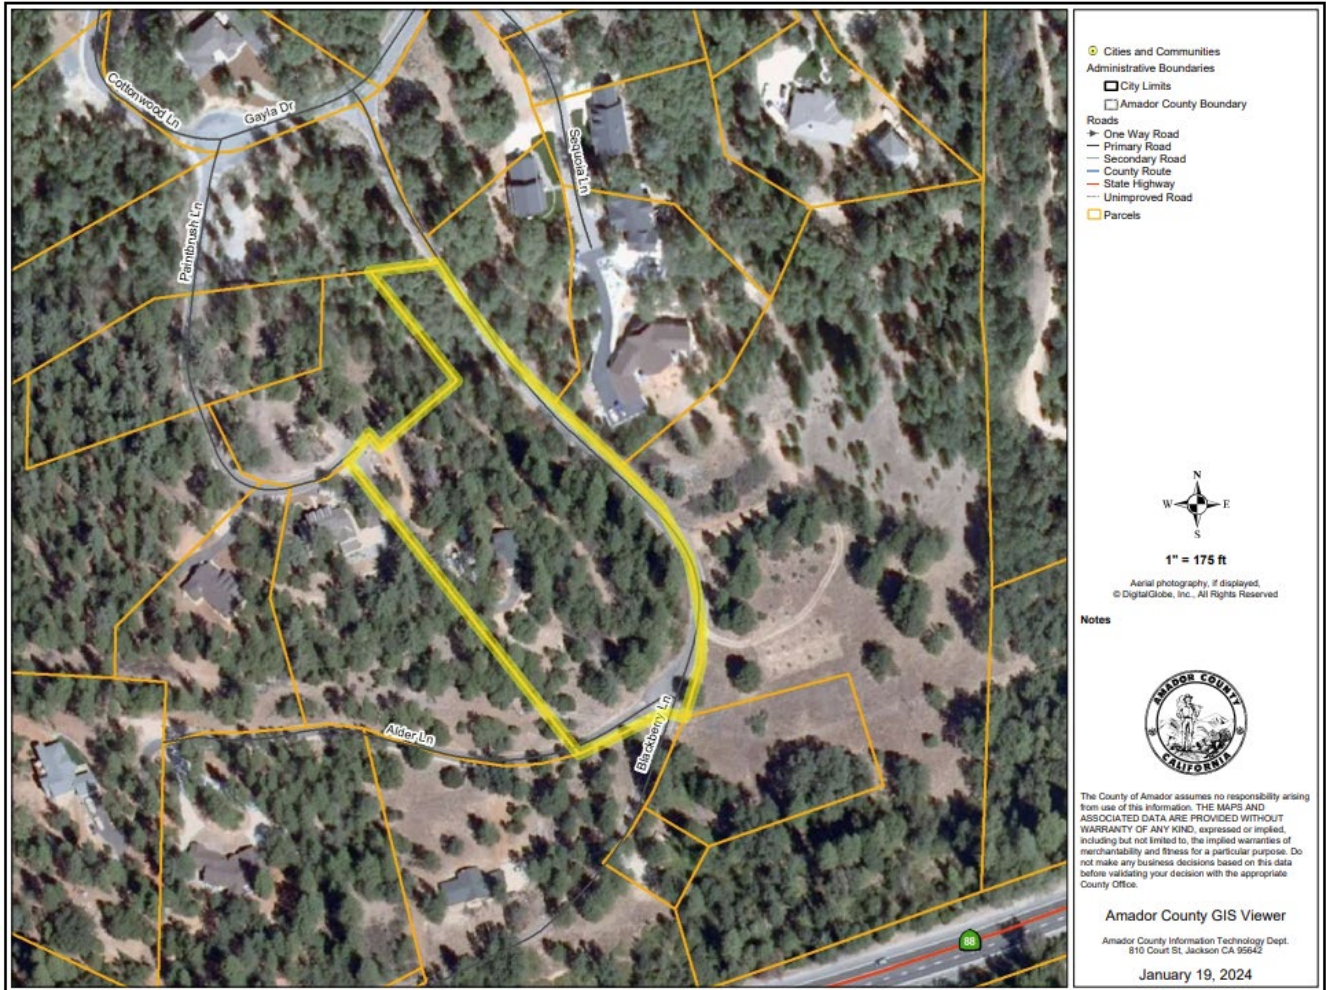 Cottonwood Ln
Gayla Dr
Sequoia Ln
Paintbrush Ln
Alder Ln
Blackberry Ln
88
Cities and Communities
Administrative Boundaries
City Limits
Amador County Boundary
Roads
One Way Road
Primary Road
Secondary Road
County Route
State Highway
Unimproved Road
Parcels
N
W E
S
1" = 175 ft
Aerial photography, if displayed,
© DigitalGlobe, Inc., All Rights Reserved
Notes
AMADOR COUNTY
CALIFORNIA
The County of Amador assumes no responsibility arising
from use of this information. THE MAPS AND
ASSOCIATED DATA ARE PROVIDED WITHOUT
WARRANTY OF ANY KIND, expressed or implied,
including but not limited to, the implied warranties of
merchantability and fitness for a particular purpose. Do
not make any business decisions based on this data
before validating your decision with the appropriate
County Office.
Amador County GIS Viewer
Amador County Information Technology Dept.
810 Court St, Jackson CA 95642
January 19, 2024